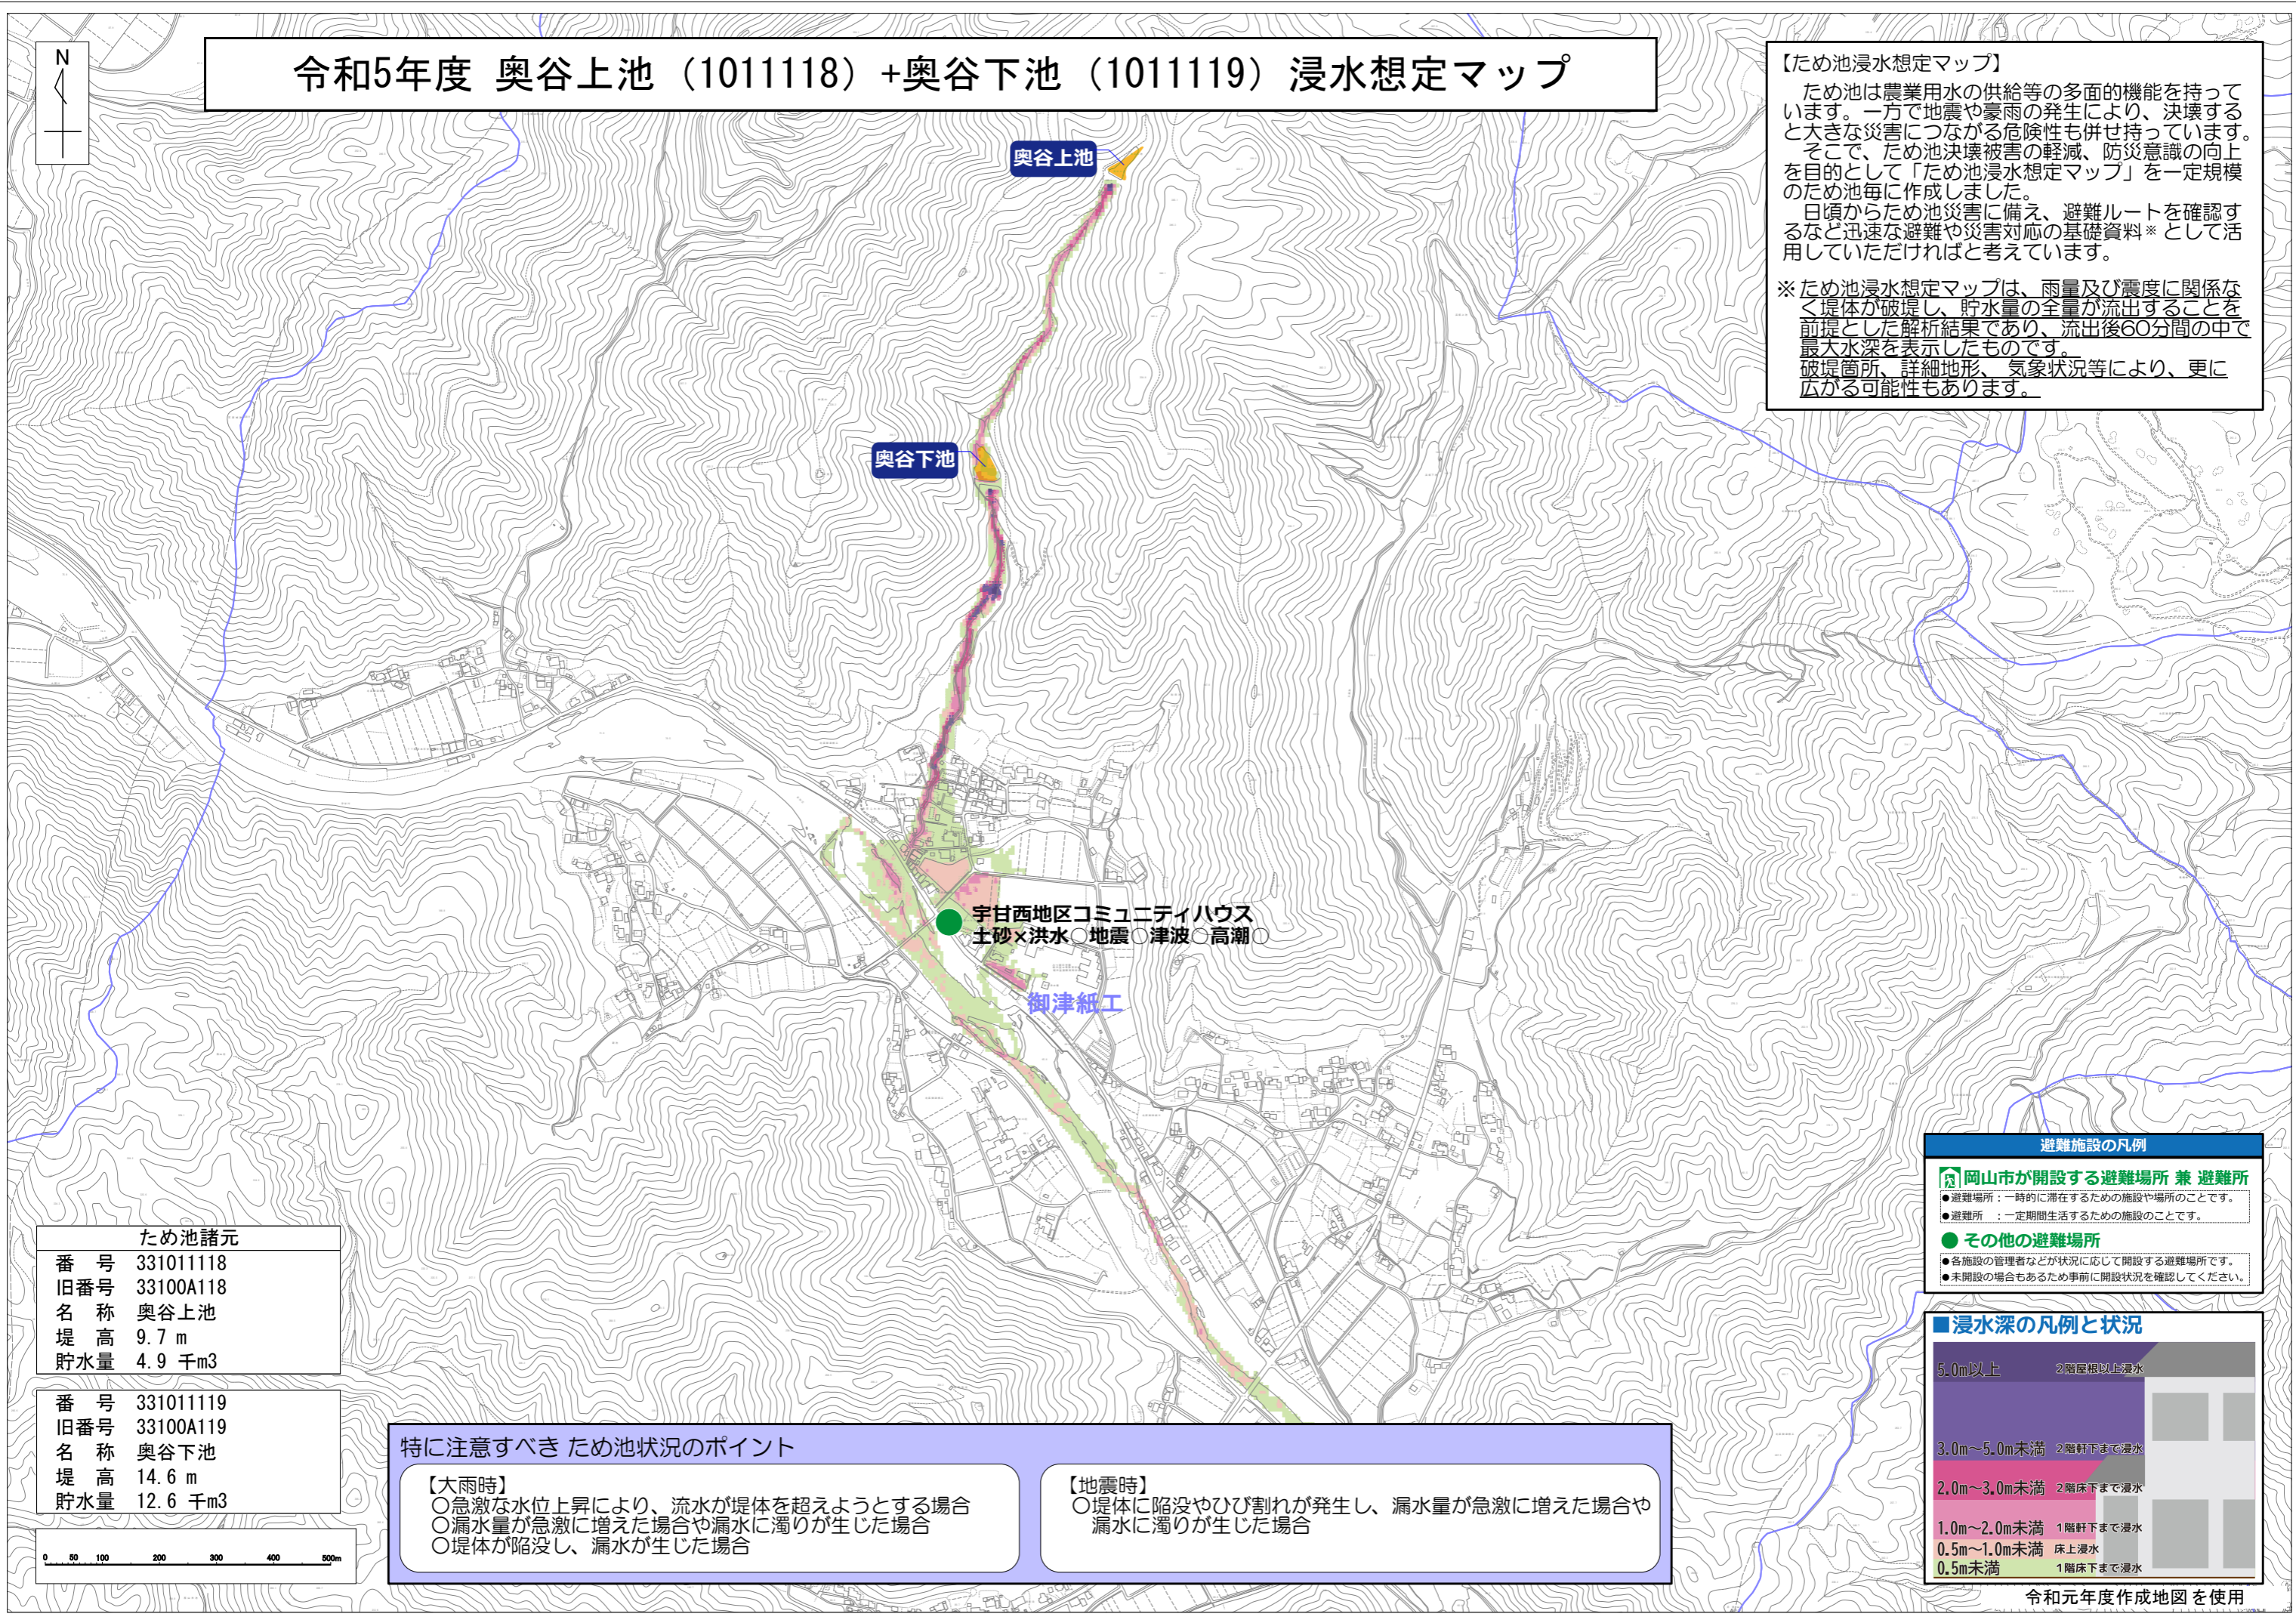 令和5年度 奥谷上池（1011118）+奥谷下池（1011119）浸水想定マップ
N
【ため池浸水想定マップ】
ため池は農業用水の供給等の多面的機能を持って
います。一方で地震や豪雨の発生により、決壊する
と大きな災害につながる危険性も併せ持っています。
そこで、ため池決壊被害の軽減、防災意識の向上
を目的として「ため池浸水想定マップ」を一定規模
のため池毎に作成しました。
日頃からため池災害に備え、避難ルートを確認す
るなど迅速な避難や災害対応の基礎資料※として活
用していただければと考えています。
※ため池浸水想定マップは、雨量及び震度に関係な
く堤体が破堤し、貯水量の全量が流出することを
前提とした解析結果であり、流出後60分間の中で
最大水深を表示したものです。
破堤箇所、詳細地形、 気象状況等により、更に
広がる可能性もあります。
奥谷上池
奥谷下池
宇甘西地区コミュニティハウス
土砂×洪水○地震○津波○高潮○
御津紙工
ため池諸元
番 号 331011118
旧番号 33100A118
名 称 奥谷上池
堤 高 9.7 m
貯水量 4.9 千m3
番 号 331011119
旧番号 33100A119
名 称 奥谷下池
堤 高 14.6 m
貯水量 12.6 千m3
0 50 100 200 300 400 500m
特に注意すべき ため池状況のポイント
【大雨時】
○急激な水位上昇により、流水が堤体を超えようとする場合
○漏水量が急激に増えた場合や漏水に濁りが生じた場合
○堤体が陥没し、漏水が生じた場合
【地震時】
○堤体に陥没やひび割れが発生し、漏水量が急激に増えた場合や
漏水に濁りが生じた場合
避難施設の凡例
岡山市が開設する避難場所 兼 避難所
●避難場所：一時的に滞在するための施設や場所のことです。
●避難所 ：一定期間生活するための施設のことです。
● その他の避難場所
●各施設の管理者などが状況に応じて開設する避難場所です。
●未開設の場合もあるため事前に開設状況を確認してください。
■浸水深の凡例と状況
5.0m以上 2階屋根以上浸水
3.0m～5.0m未満 2階軒下まで浸水
2.0m～3.0m未満 2階床下まで浸水
1.0m～2.0m未満 1階軒下まで浸水
0.5m～1.0m未満 床上浸水
0.5m未満 1階床下まで浸水
令和元年度作成地図を使用